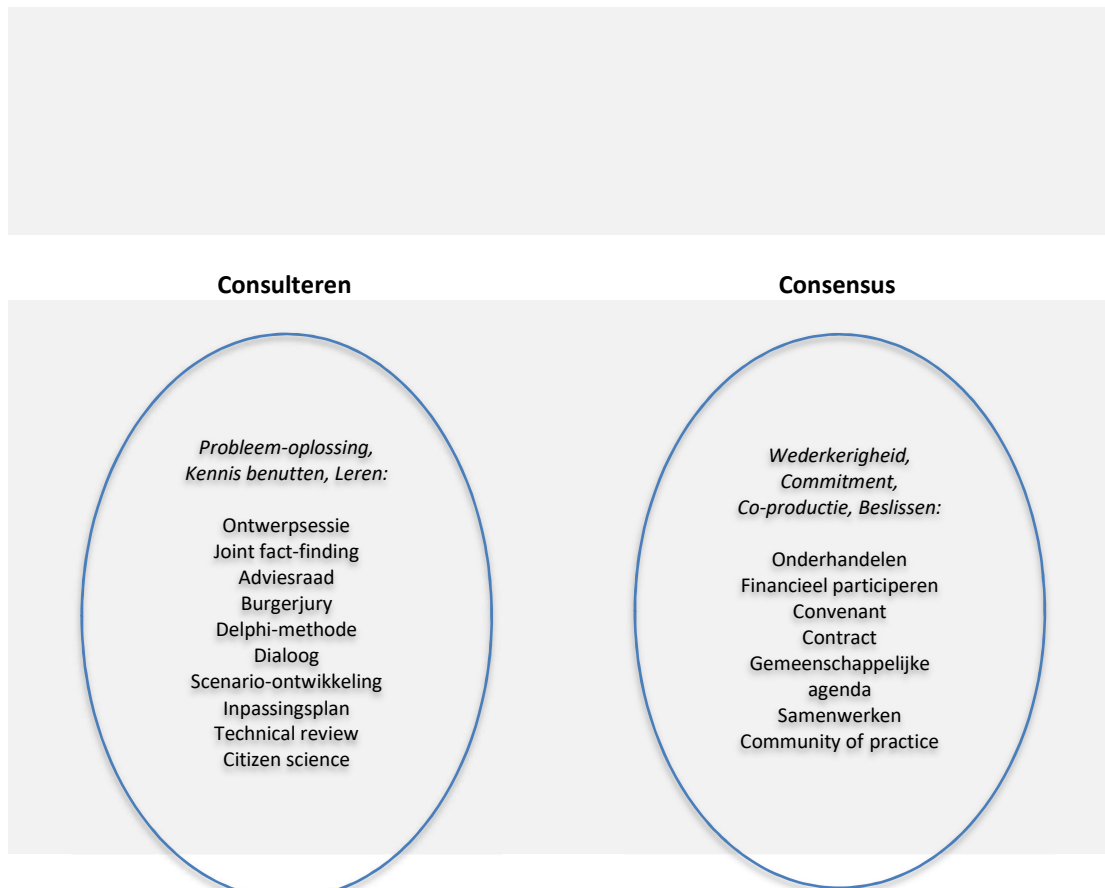 Consulteren
Consensus
Probleem-oplossing,
Kennis benutten, Leren:
Ontwerpsessie
Joint fact-finding
Adviesraad
Burgerjury
Delphi-methode
Dialoog
Scenario-ontwikkeling
Inpassingsplan
Technical review
Citizen science
Wederkerigheid,
Commitment,
Co-productie, Beslissen:
Onderhandelen
Financieel participeren
Convenant
Contract
Gemeenschappelijke
agenda
Samenwerken
Community of practice